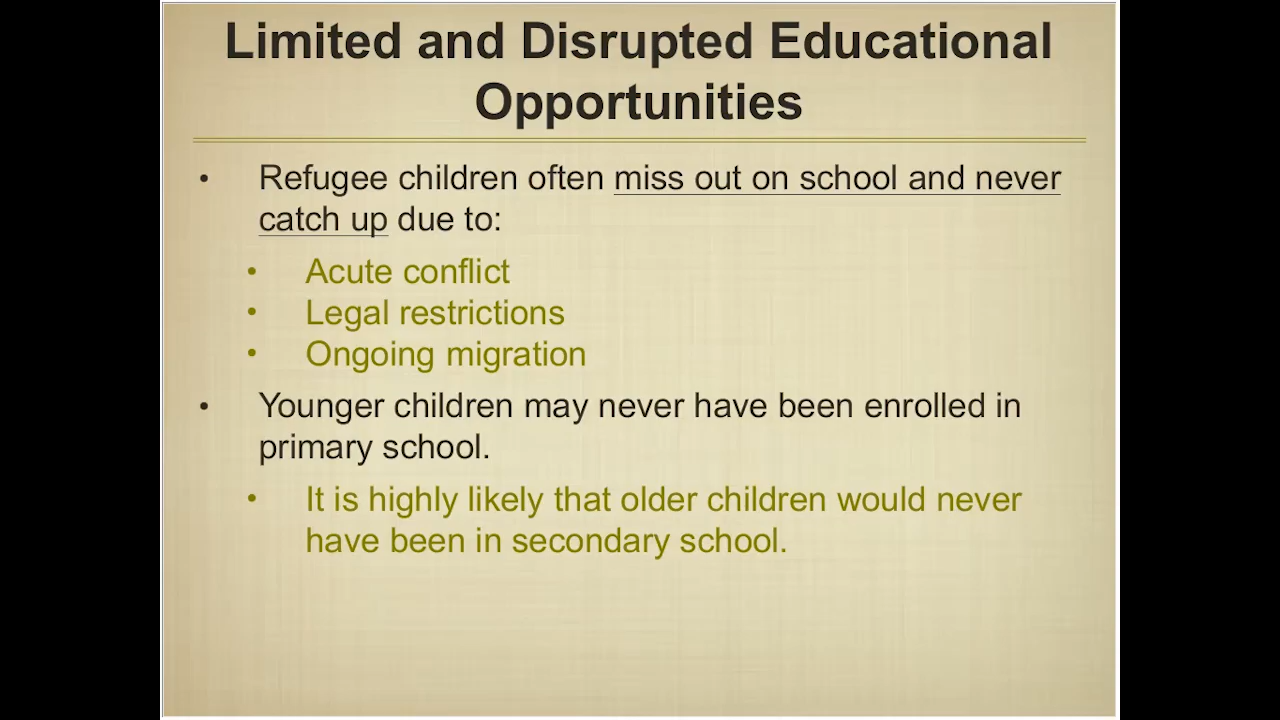 Limited and Disrupted Educational
Opportunities
• Refugee children often miss out on school and never
catch up due to:
• Acute conflict
• Legal restrictions
• Ongoing migration
• Younger children may never have been enrolled in
primary school.
• It is highly likely that older children would never
have been in secondary school.